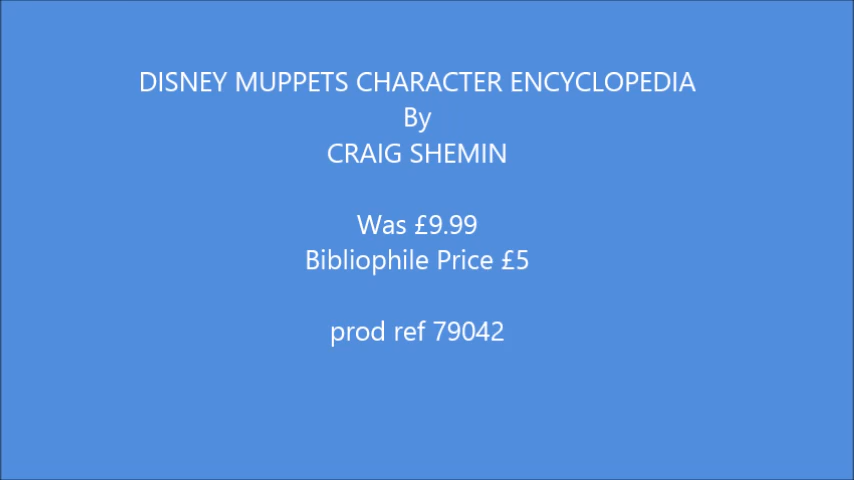 DISNEY MUPPETS CHARACTER ENCYCLOPEDIA
By
CRAIG SHEMIN
Was £9.99
Bibliophile Price £5
prod ref 79042